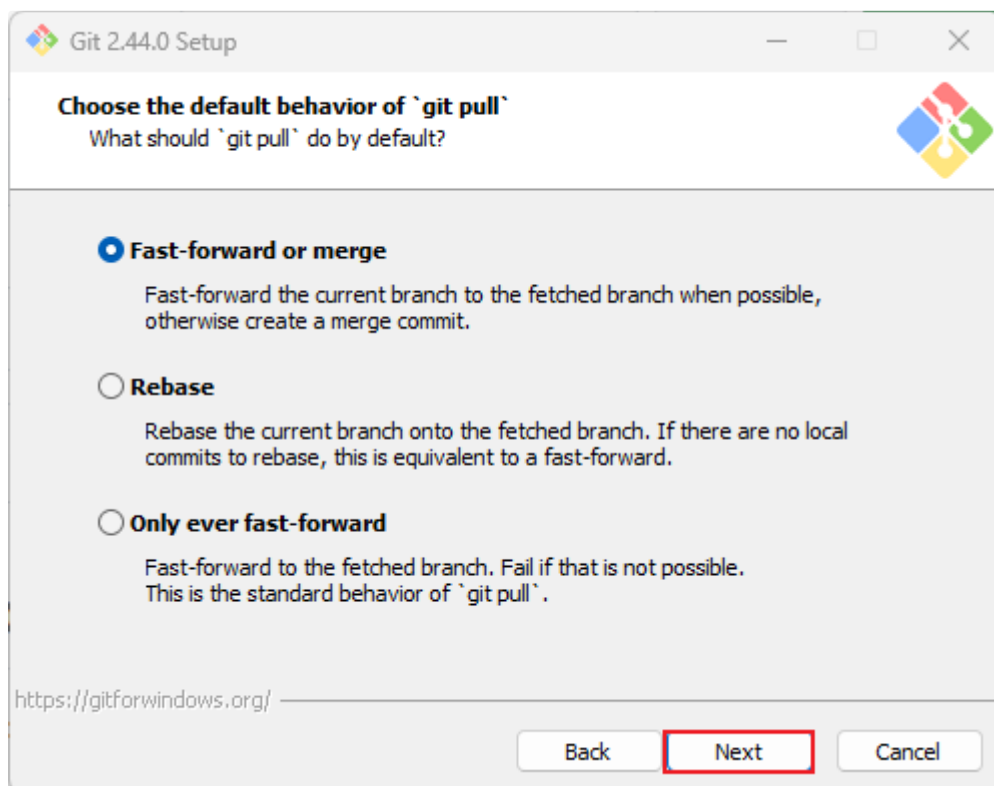 Git 2.44.0 Setup
Choose the default behavior of `git pull`
What should `git pull` do by default?
Fast-forward or merge
Fast-forward the current branch to the fetched branch when possible,
otherwise create a merge commit.
Rebase
Rebase the current branch onto the fetched branch. If there are no local
commits to rebase, this is equivalent to a fast-forward.
Only ever fast-forward
Fast-forward to the fetched branch. Fail if that is not possible.
This is the standard behavior of `git pull`.
https://gitforwindows.org/
Back Next Cancel